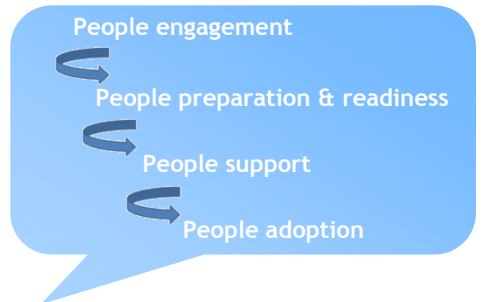 People engagement
People preparation & readiness
People support
People adoption